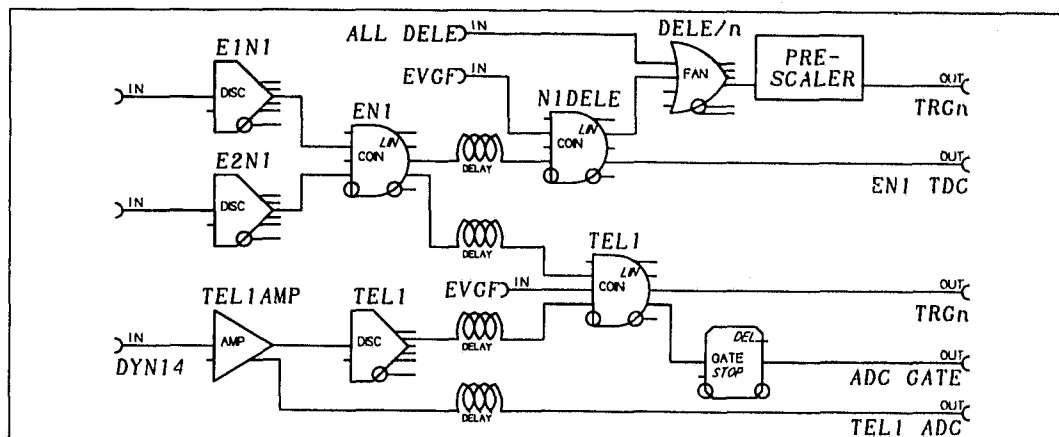 ALL DELE IN
DELE/n
E1N1
EVGF IN
FAN
PRE-
SCALER
OUT
TRGn
IN
DISC
N1DELE
EN1
LIN
COIN
LIN
COIN
DELAY
OUT
EN1 TDC
E2N1
IN
DISC
DELAY
TEL1
LIN
COIN
EVGF IN
OUT
TRGn
TEL1AMP
TEL1
IN
AMP
DISC
DELAY
DYN14
DEL
GATE
STOP
OUT
ADC GATE
DELAY
OUT
TEL1 ADC